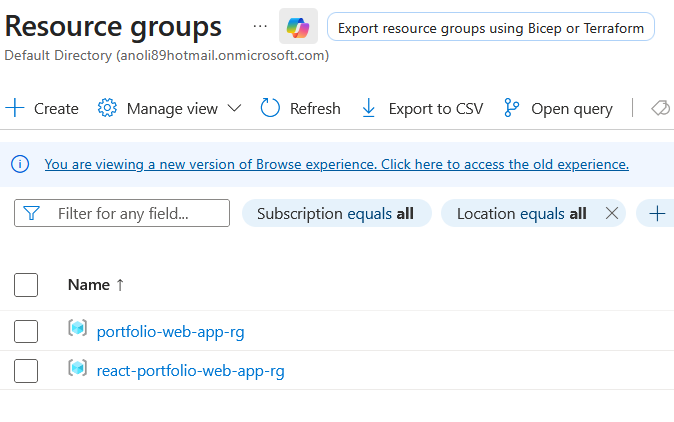 Resource groups ... Export resource groups using Bicep or Terraform
Default Directory (anoli89hotmail.onmicrosoft.com)
Create Manage view Refresh Export to CSV Open query
You are viewing a new version of Browse experience. Click here to access the old experience.
Filter for any field... Subscription equals all Location equals all
Name ↑
portfolio-web-app-rg
react-portfolio-web-app-rg